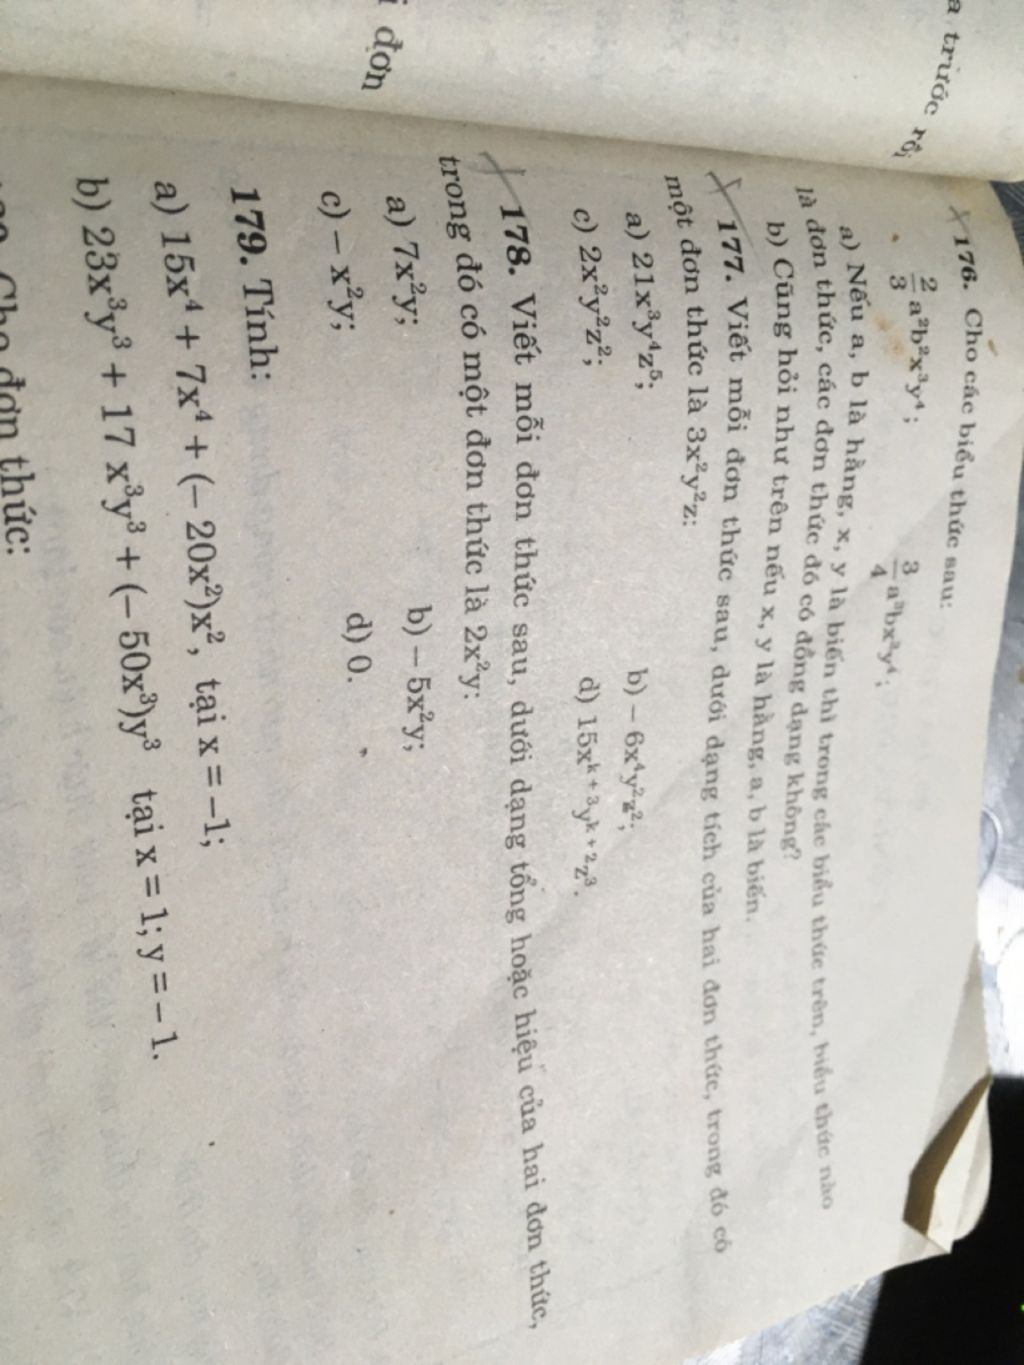 a trước rồi
i đơn
176. Cho các biểu thức sau:
2/3 a³b²x³y⁴; 3/4 a³bx³y⁴;
a) Nếu a, b là hằng, x, y là biến thì trong các biểu thức trên, biểu thức nào
là đơn thức, các đơn thức đó có đồng dạng không?
b) Cũng hỏi như trên nếu x, y là hằng, a, b là biến.
177. Viết mỗi đơn thức sau, dưới dạng tích của hai đơn thức, trong đó có
một đơn thức là 3x²y²z:
a) 21x³y⁴z⁵; b) – 6x⁴y²z²;
c) 2x²y²z²; d) 15xᵏ⁺³yᵏ⁺²z³.
178. Viết mỗi đơn thức sau, dưới dạng tổng hoặc hiệu của hai đơn thức,
trong đó có một đơn thức là 2x²y:
a) 7x²y; b) – 5x²y;
c) – x²y; d) 0.
179. Tính:
a) 15x⁴ + 7x⁴ + (– 20x²)x², tại x = –1;
b) 23x³y³ + 17 x³y³ + (– 50x³)y³ tại x = 1; y = – 1.
Cho đơn thức: